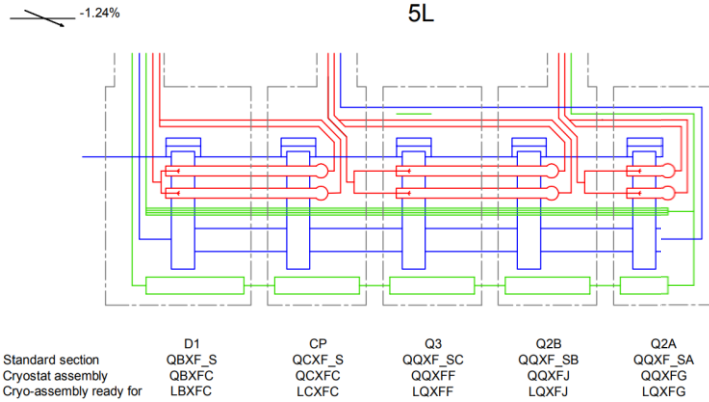 -1.24%
5L
D1 CP Q3 Q2B Q2A
Standard section QBXF_S QCXF_S QQXF_SC QQXF_SB QQXF_SA
Cryostat assembly QBXFC QCXFC QQXFF QQXFJ QQXFG
Cryo-assembly ready for LBXFC LCXFC LQXFF LQXFJ LQXFG